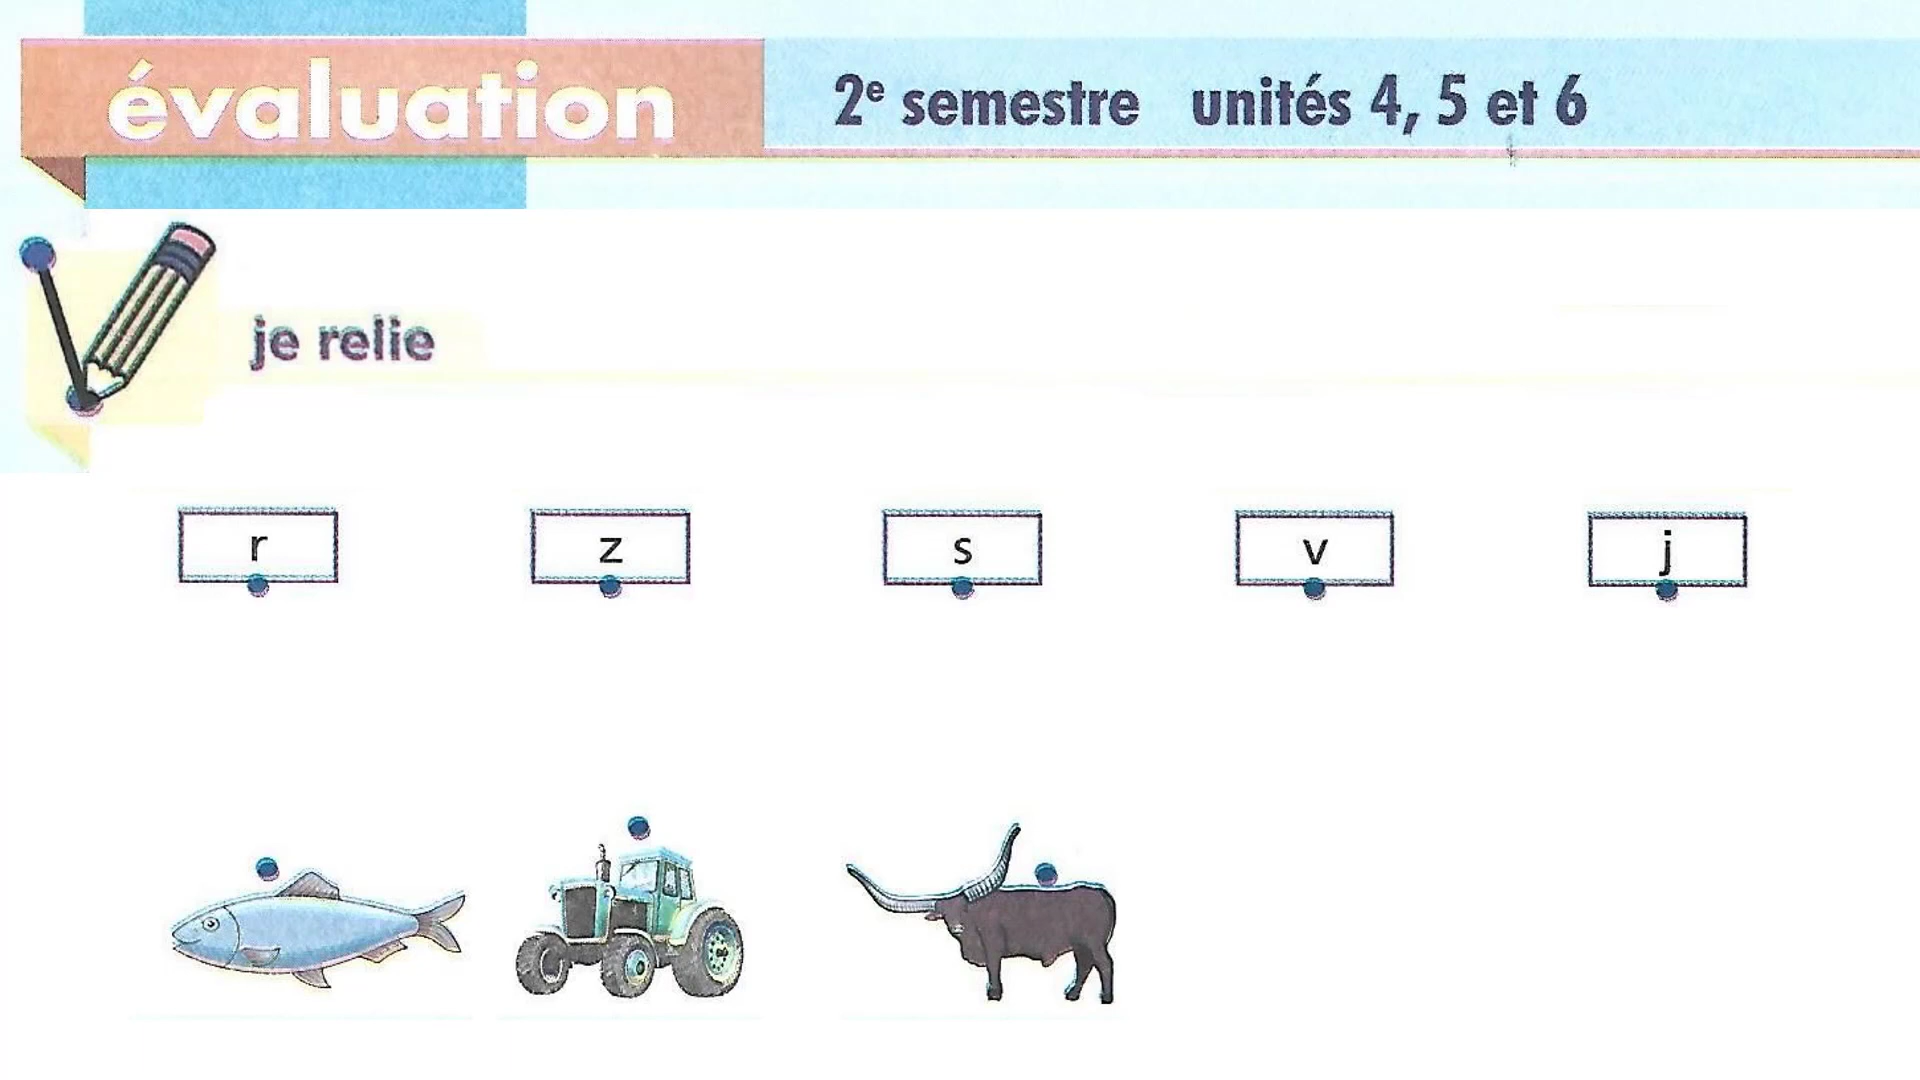 évaluation 2e semestre unités 4, 5 et 6
je relie
r z s v j